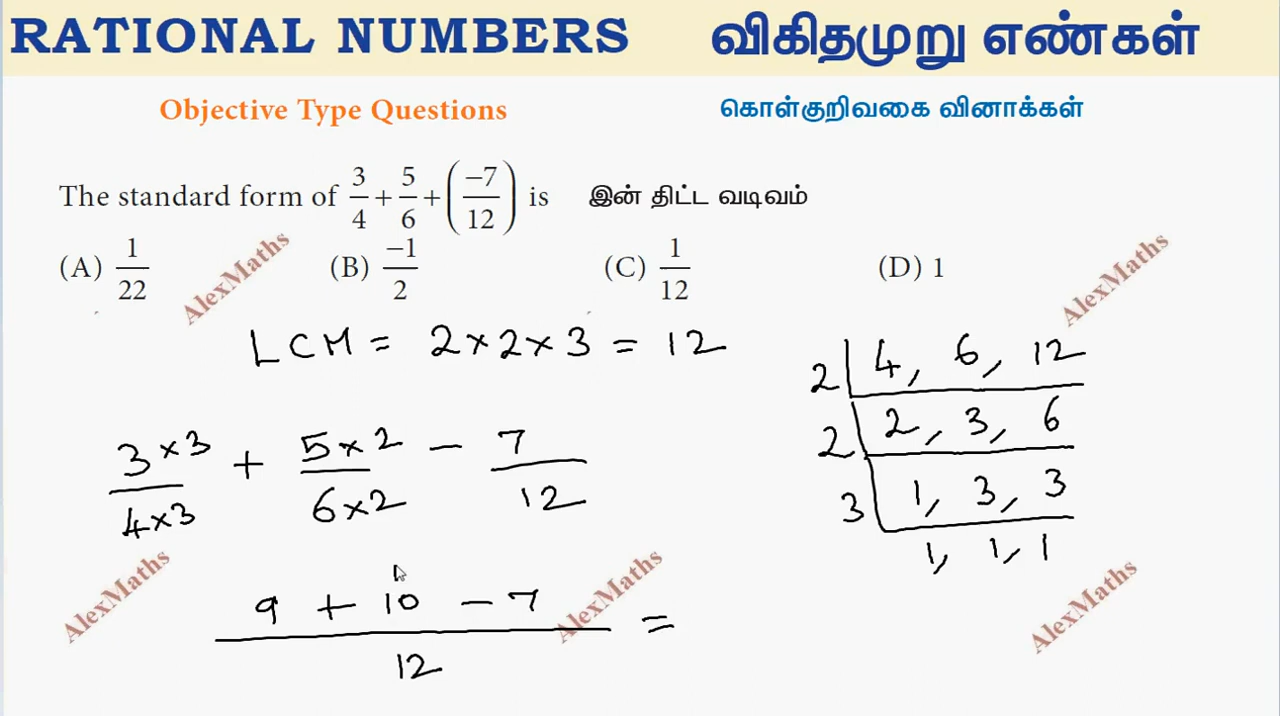 RATIONAL NUMBERS விகிதமுறு எண்கள்
Objective Type Questions கொள்குறிவகை வினாக்கள்
The standard form of 3/4 + 5/6 + (-7/12) is இன் திட்ட வடிவம்
(A) 1/22 (B) -1/2 (C) 1/12 (D) 1
AlexMaths
AlexMaths
LCM = 2×2×3 = 12
2 | 4, 6, 12
2 | 2, 3, 6
3 | 1, 3, 3
1, 1, 1
3×3/4×3 + 5×2/6×2 - 7/12
9 + 10 - 7/12 =
AlexMaths
AlexMaths
AlexMaths